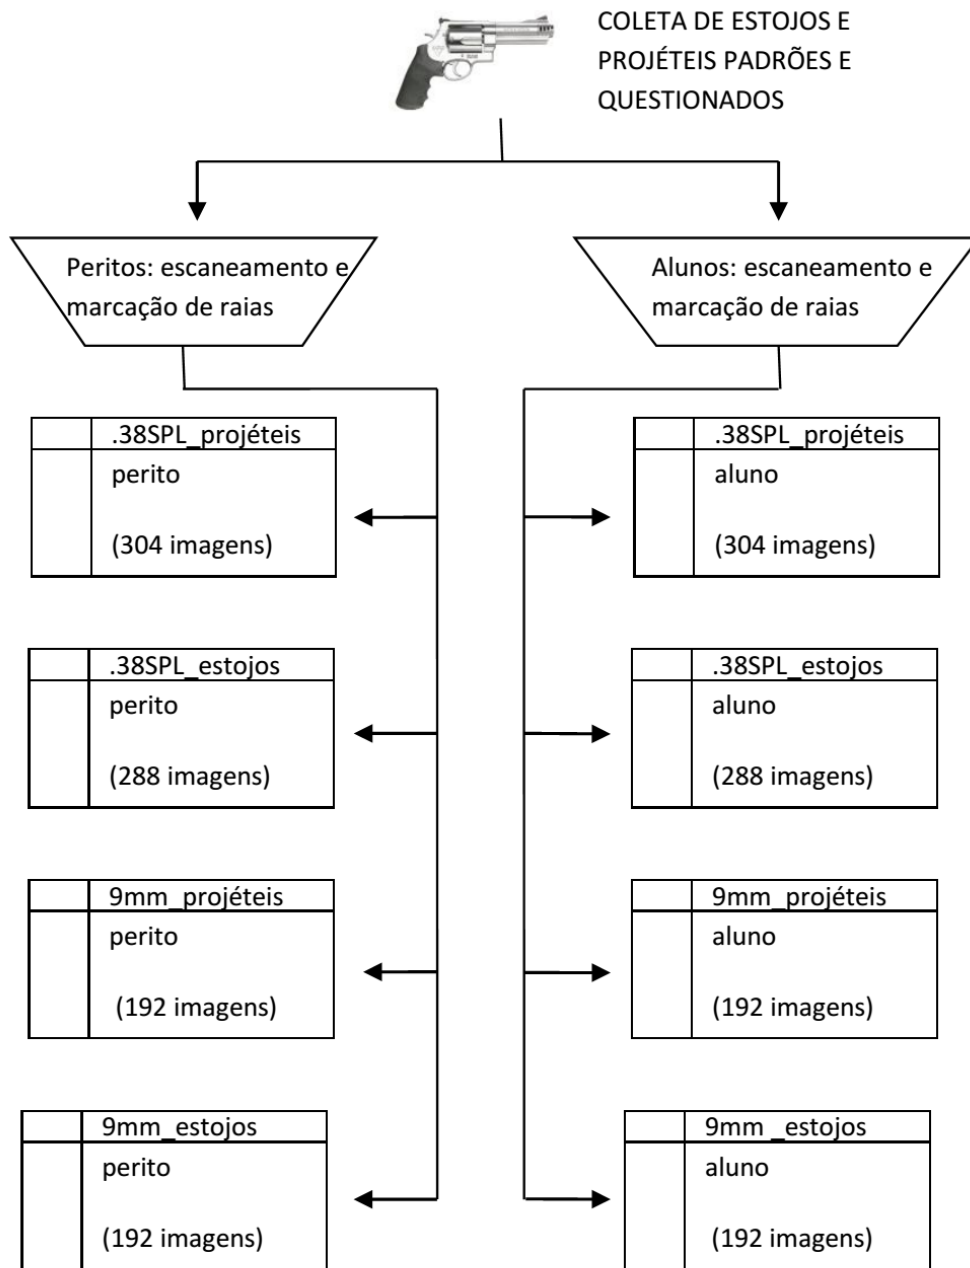 COLETA DE ESTOJOS E
PROJÉTEIS PADRÕES E
QUESTIONADOS
Peritos: escaneamento e
marcação de raias
Alunos: escaneamento e
marcação de raias
.38SPL_projéteis
perito
(304 imagens)
.38SPL_projéteis
aluno
(304 imagens)
.38SPL_estojos
perito
(288 imagens)
.38SPL_estojos
aluno
(288 imagens)
9mm_projéteis
perito
(192 imagens)
9mm_projéteis
aluno
(192 imagens)
9mm_estojos
perito
(192 imagens)
9mm _estojos
aluno
(192 imagens)